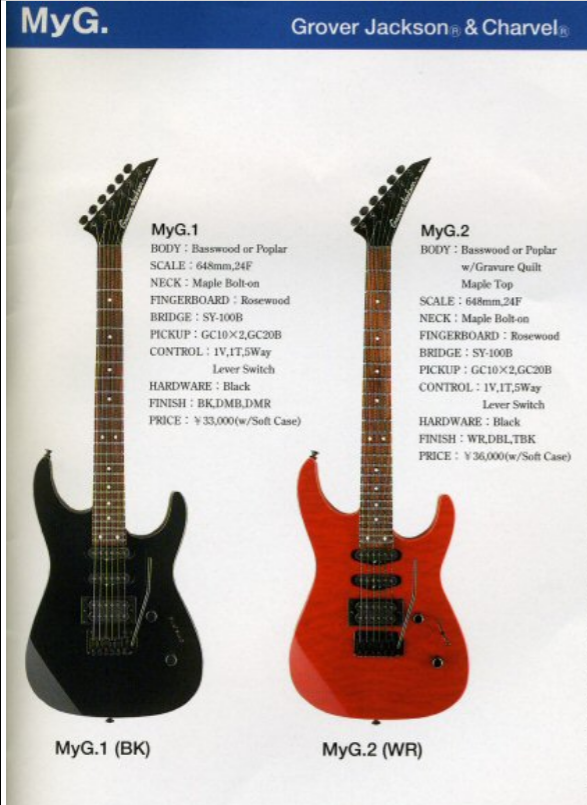 MyG.
Grover Jackson® & Charvel®
MyG.1
BODY：Basswood or Poplar
SCALE：648mm,24F
NECK：Maple Bolt-on
FINGERBOARD：Rosewood
BRIDGE：SY-100B
PICKUP：GC10×2,GC20B
CONTROL：1V,1T,5Way
Lever Switch
HARDWARE：Black
FINISH：BK,DMB,DMR
PRICE：￥33,000(w/Soft Case)
MyG.2
BODY：Basswood or Poplar
w/Gravure Quilt
Maple Top
SCALE：648mm,24F
NECK：Maple Bolt-on
FINGERBOARD：Rosewood
BRIDGE：SY-100B
PICKUP：GC10×2,GC20B
CONTROL：1V,1T,5Way
Lever Switch
HARDWARE：Black
FINISH：WR,DBL,TBK
PRICE：￥36,000(w/Soft Case)
Grover Jackson
Grover Jackson
MyG.1 (BK)
MyG.2 (WR)